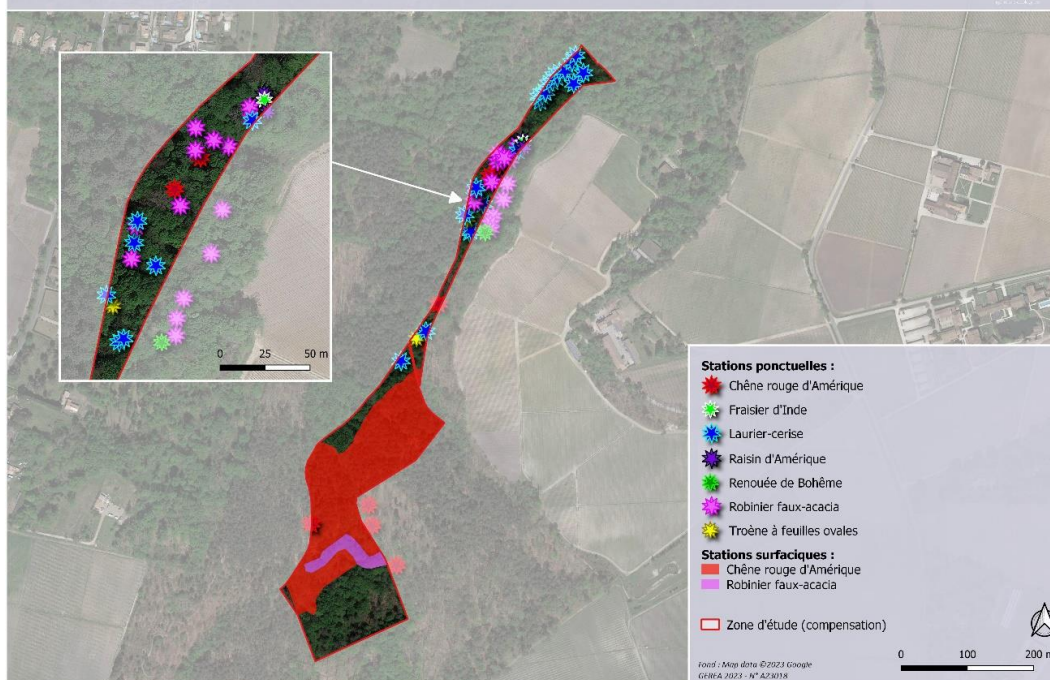 0 25 50 m
Stations ponctuelles :
Chêne rouge d'Amérique
Fraisier d'Inde
Laurier-cerise
Raisin d'Amérique
Renouée de Bohême
Robinier faux-acacia
Troène à feuilles ovales
Stations surfaciques :
Chêne rouge d'Amérique
Robinier faux-acacia
Zone d'étude (compensation)
Fond : Map data ©2023 Google
GEREA 2023 - N° A23018
0 100 200 m